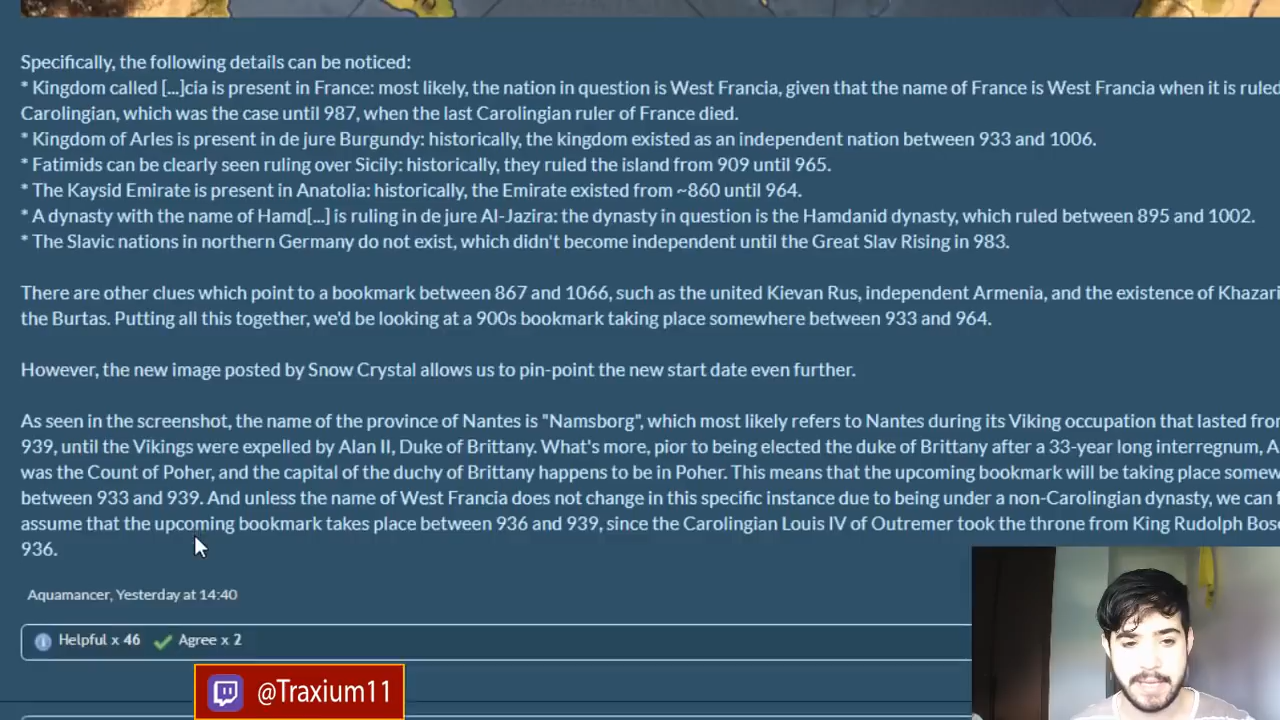 Specifically, the following details can be noticed:
* Kingdom called [...]cia is present in France: most likely, the nation in question is West Francia, given that the name of France is West Francia when it is ruled
Carolingian, which was the case until 987, when the last Carolingian ruler of France died.
* Kingdom of Arles is present in de jure Burgundy: historically, the kingdom existed as an independent nation between 933 and 1006.
* Fatimids can be clearly seen ruling over Sicily: historically, they ruled the island from 909 until 965.
* The Kaysid Emirate is present in Anatolia: historically, the Emirate existed from ~860 until 964.
* A dynasty with the name of Hamd[...] is ruling in de jure Al-Jazira: the dynasty in question is the Hamdanid dynasty, which ruled between 895 and 1002.
* The Slavic nations in northern Germany do not exist, which didn't become independent until the Great Slav Rising in 983.
There are other clues which point to a bookmark between 867 and 1066, such as the united Kievan Rus, independent Armenia, and the existence of
the Burtas. Putting all this together, we'd be looking at a 900s bookmark taking place somewhere between 933 and 964.
However, the new image posted by Snow Crystal allows us to pin-point the new start date even further.
As seen in the screenshot, the name of the province of Nantes is "Namsborg", which most likely refers to Nantes during its Viking occupation that lasted
939, until the Vikings were expelled by Alan II, Duke of Brittany. What's more, pior to being elected the duke of Brittany after a 33-year long interregnum,
was the Count of Poher, and the capital of the duchy of Brittany happens to be in Poher. This means that the upcoming bookmark will be taking place
between 933 and 939. And unless the name of West Francia does not change in this specific instance due to being under a non-Carolingian dynasty, we can
assume that the upcoming bookmark takes place between 936 and 939, since the Carolingian Louis IV of Outremer took the throne from King Rudolph
936.
Aquamancer, Yesterday at 14:40
Helpful x 46 Agree x 2
@Traxium11